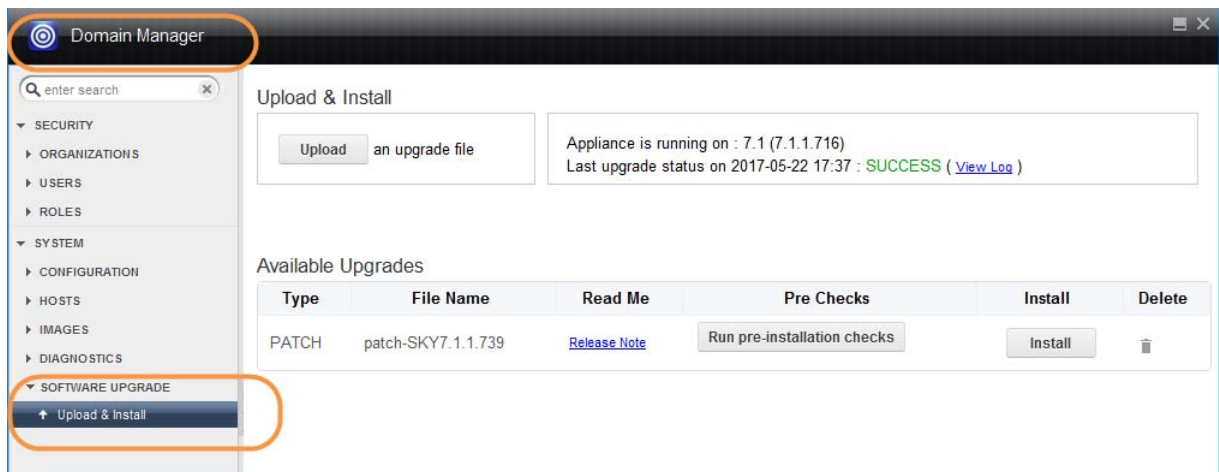 Domain Manager
enter search
SECURITY
ORGANIZATIONS
USERS
ROLES
SYSTEM
CONFIGURATION
HOSTS
IMAGES
DIAGNOSTICS
SOFTWARE UPGRADE
Upload & Install
Upload & Install
Upload an upgrade file
Appliance is running on : 7.1 (7.1.1.716)
Last upgrade status on 2017-05-22 17:37 : SUCCESS ( View Log )
Available Upgrades
Type File Name Read Me Pre Checks Install Delete
PATCH patch-SKY7.1.1.739 Release Note Run pre-installation checks Install